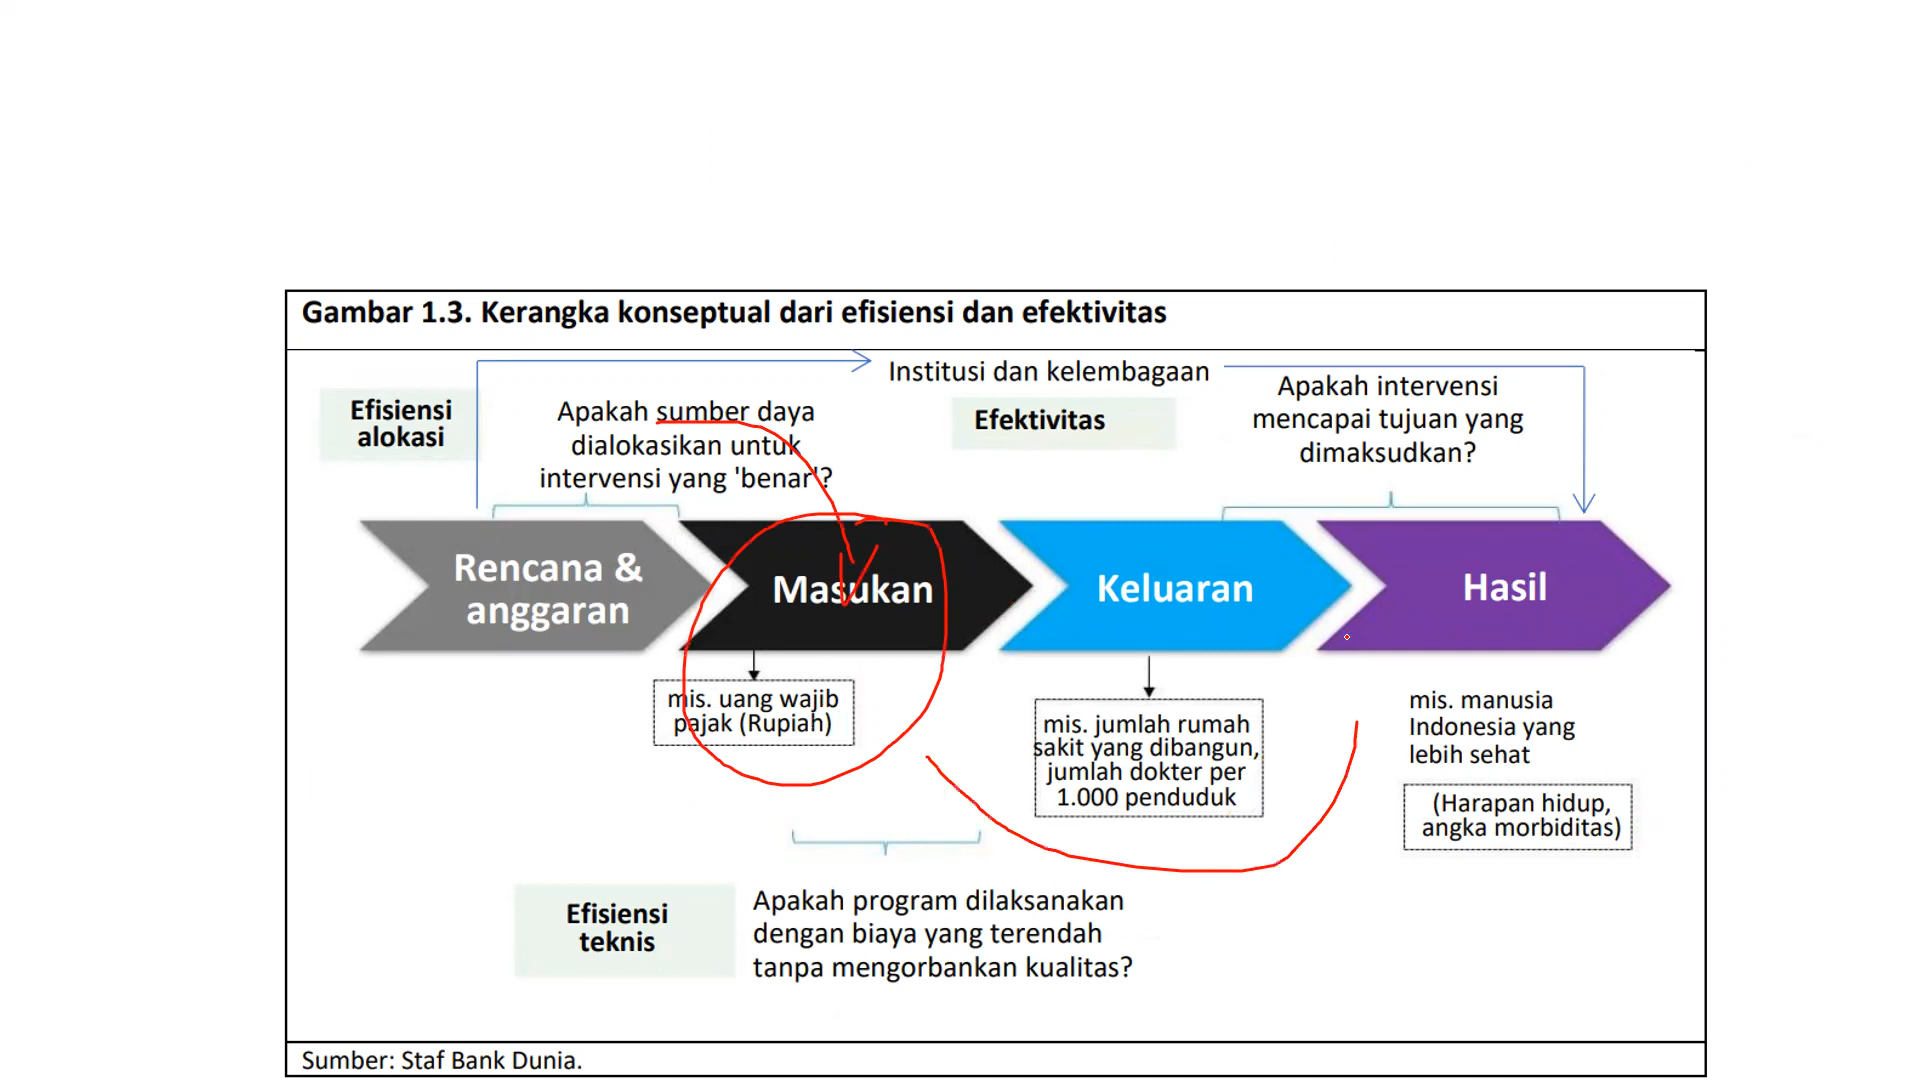 Gambar 1.3. Kerangka konseptual dari efisiensi dan efektivitas
Institusi dan kelembagaan
Efisiensi
alokasi
Apakah sumber daya
dialokasikan untuk
intervensi yang 'benar'?
Efektivitas
Apakah intervensi
mencapai tujuan yang
dimaksudkan?
Rencana &
anggaran
Masukan
Keluaran
Hasil
mis. uang wajib
pajak (Rupiah)
mis. jumlah rumah
sakit yang dibangun,
jumlah dokter per
1.000 penduduk
mis. manusia
Indonesia yang
lebih sehat
(Harapan hidup,
angka morbiditas)
Efisiensi
teknis
Apakah program dilaksanakan
dengan biaya yang terendah
tanpa mengorbankan kualitas?
Sumber: Staf Bank Dunia.